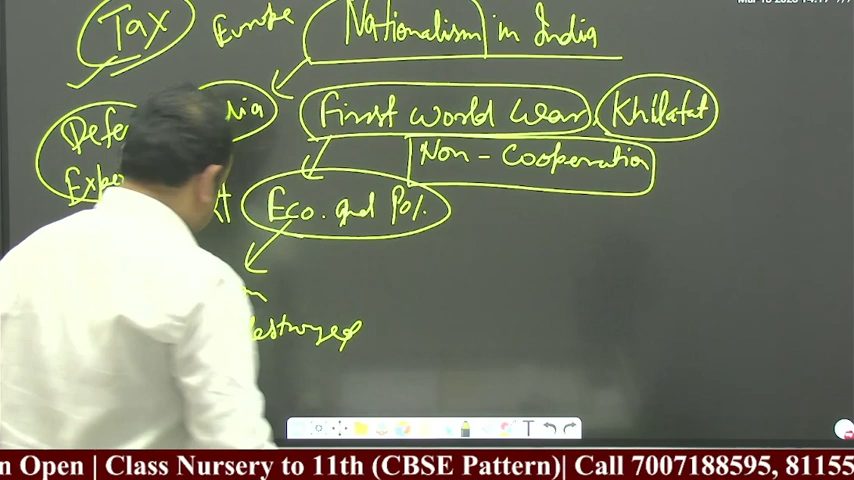 Tax Europe Nationalism in India
First World War, Khilafat
Non-Cooperation
Eco. and Pol.
n Open | Class Nursery to 11th (CBSE Pattern)| Call 7007188595, 81155